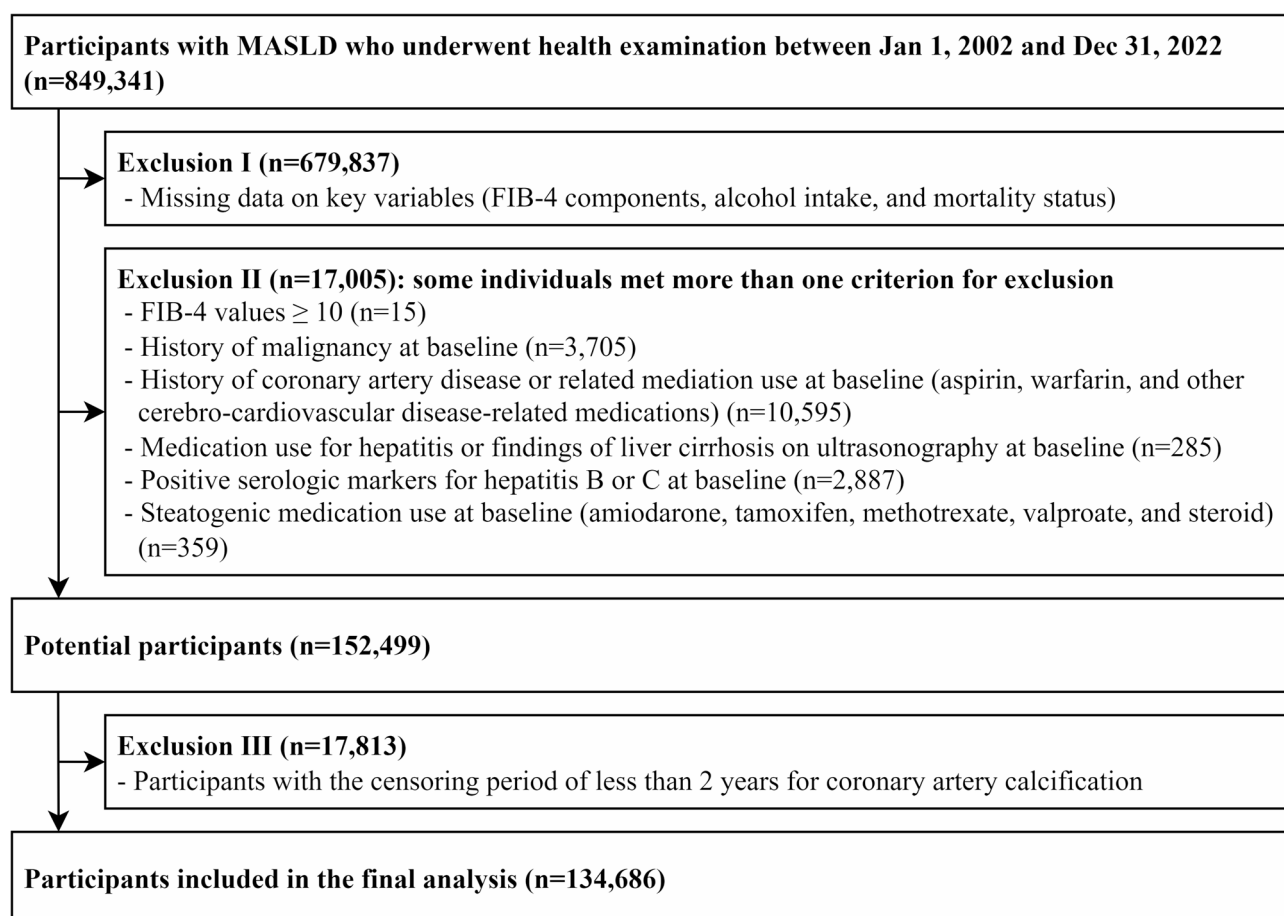 Participants with MASLD who underwent health examination between Jan 1, 2002 and Dec 31, 2022
(n=849,341)
Exclusion I (n=679,837)
- Missing data on key variables (FIB-4 components, alcohol intake, and mortality status)
Exclusion II (n=17,005): some individuals met more than one criterion for exclusion
- FIB-4 values ≥ 10 (n=15)
- History of malignancy at baseline (n=3,705)
- History of coronary artery disease or related mediation use at baseline (aspirin, warfarin, and other
cerebro-cardiovascular disease-related medications) (n=10,595)
- Medication use for hepatitis or findings of liver cirrhosis on ultrasonography at baseline (n=285)
- Positive serologic markers for hepatitis B or C at baseline (n=2,887)
- Steatogenic medication use at baseline (amiodarone, tamoxifen, methotrexate, valproate, and steroid)
(n=359)
Potential participants (n=152,499)
Exclusion III (n=17,813)
- Participants with the censoring period of less than 2 years for coronary artery calcification
Participants included in the final analysis (n=134,686)